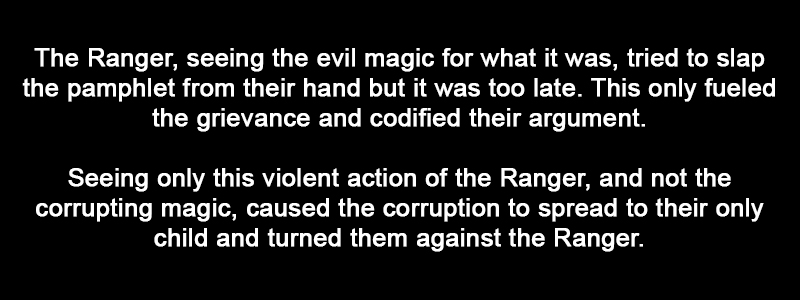 The Ranger, seeing the evil magic for what it was, tried to slap
the pamphlet from their hand but it was too late. This only fueled
the grievance and codified their argument.
Seeing only this violent action of the Ranger, and not the
corrupting magic, caused the corruption to spread to their only
child and turned them against the Ranger.